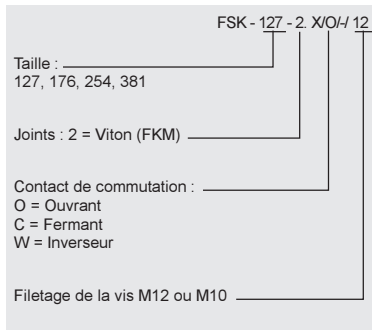 FSK - 127 - 2. X/O/-/ 12
Taille :
127, 176, 254, 381
Joints : 2 = Viton (FKM)
Contact de commutation :
O = Ouvrant
C = Fermant
W = Inverseur
Filetage de la vis M12 ou M10